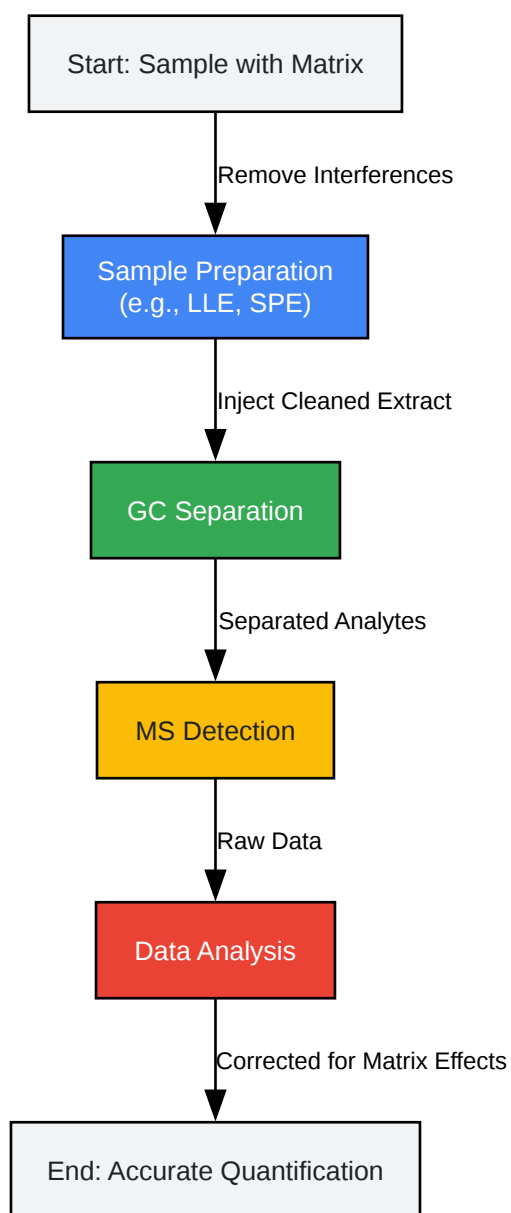 Start: Sample with Matrix
Remove Interferences
Sample Preparation
(e.g., LLE, SPE)
Inject Cleaned Extract
GC Separation
Separated Analytes
MS Detection
Raw Data
Data Analysis
Corrected for Matrix Effects
End: Accurate Quantification